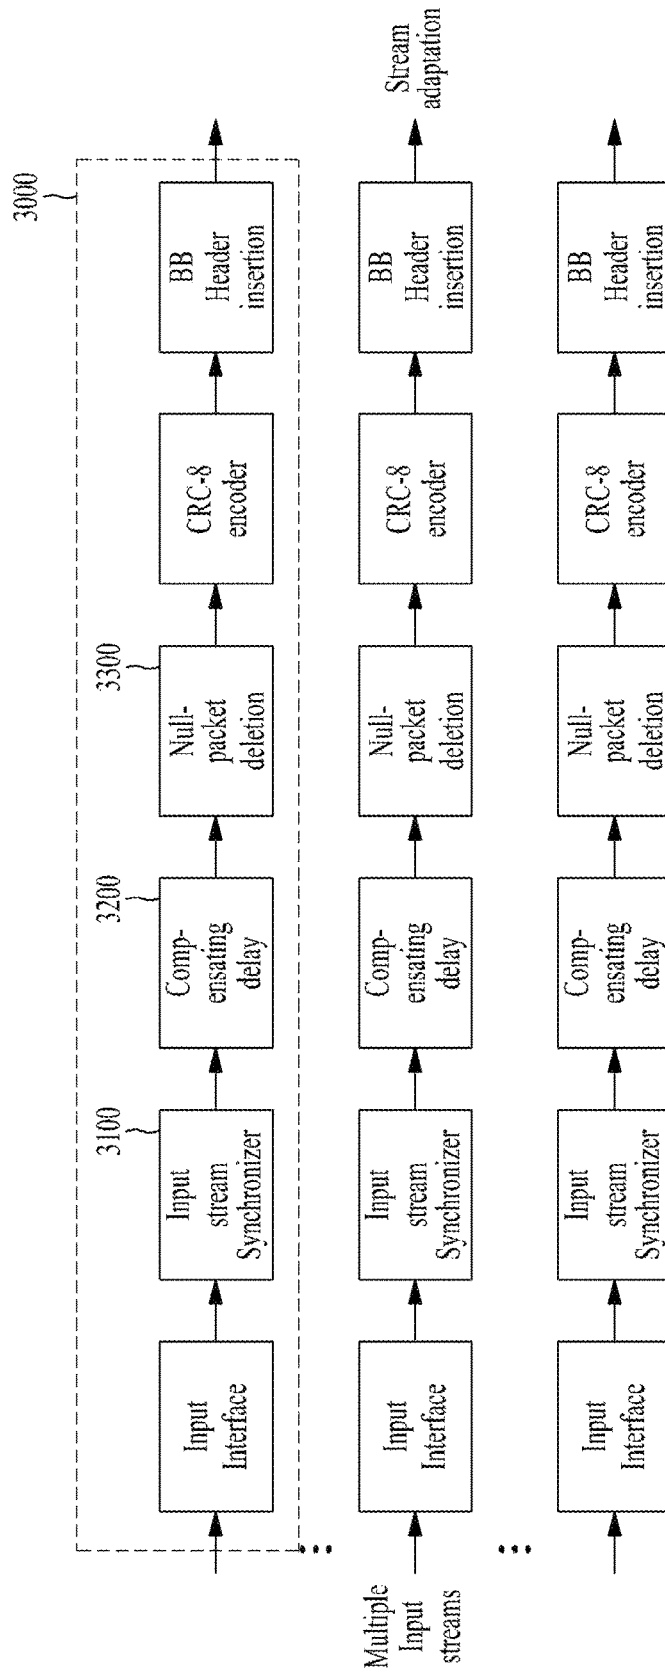 3000
3100
3200
3300
Input
Interface
Input
stream
Synchronizer
Comp-
ensating
delay
Null-
packet
deletion
CRC-8
encoder
BB
Header
insertion
Multiple
Input
streams
Input
Interface
Input
stream
Synchronizer
Comp-
ensating
delay
Null-
packet
deletion
CRC-8
encoder
BB
Header
insertion
Stream
adaptation
Input
Interface
Input
stream
Synchronizer
Comp-
ensating
delay
Null-
packet
deletion
CRC-8
encoder
BB
Header
insertion